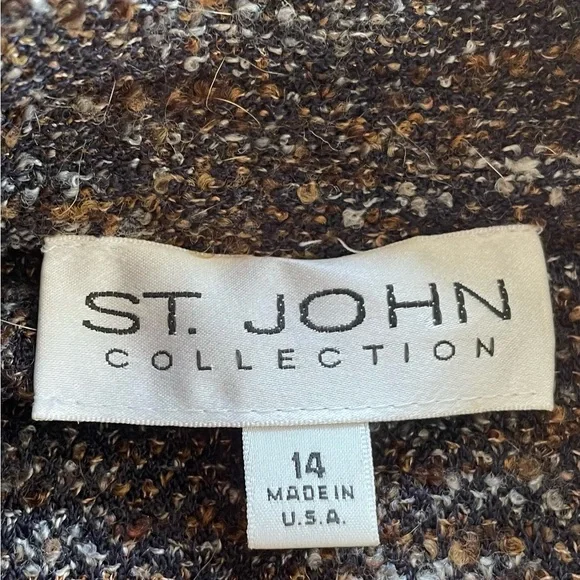 ST. JOHN
COLLECTION
14
MADE IN
U.S.A.